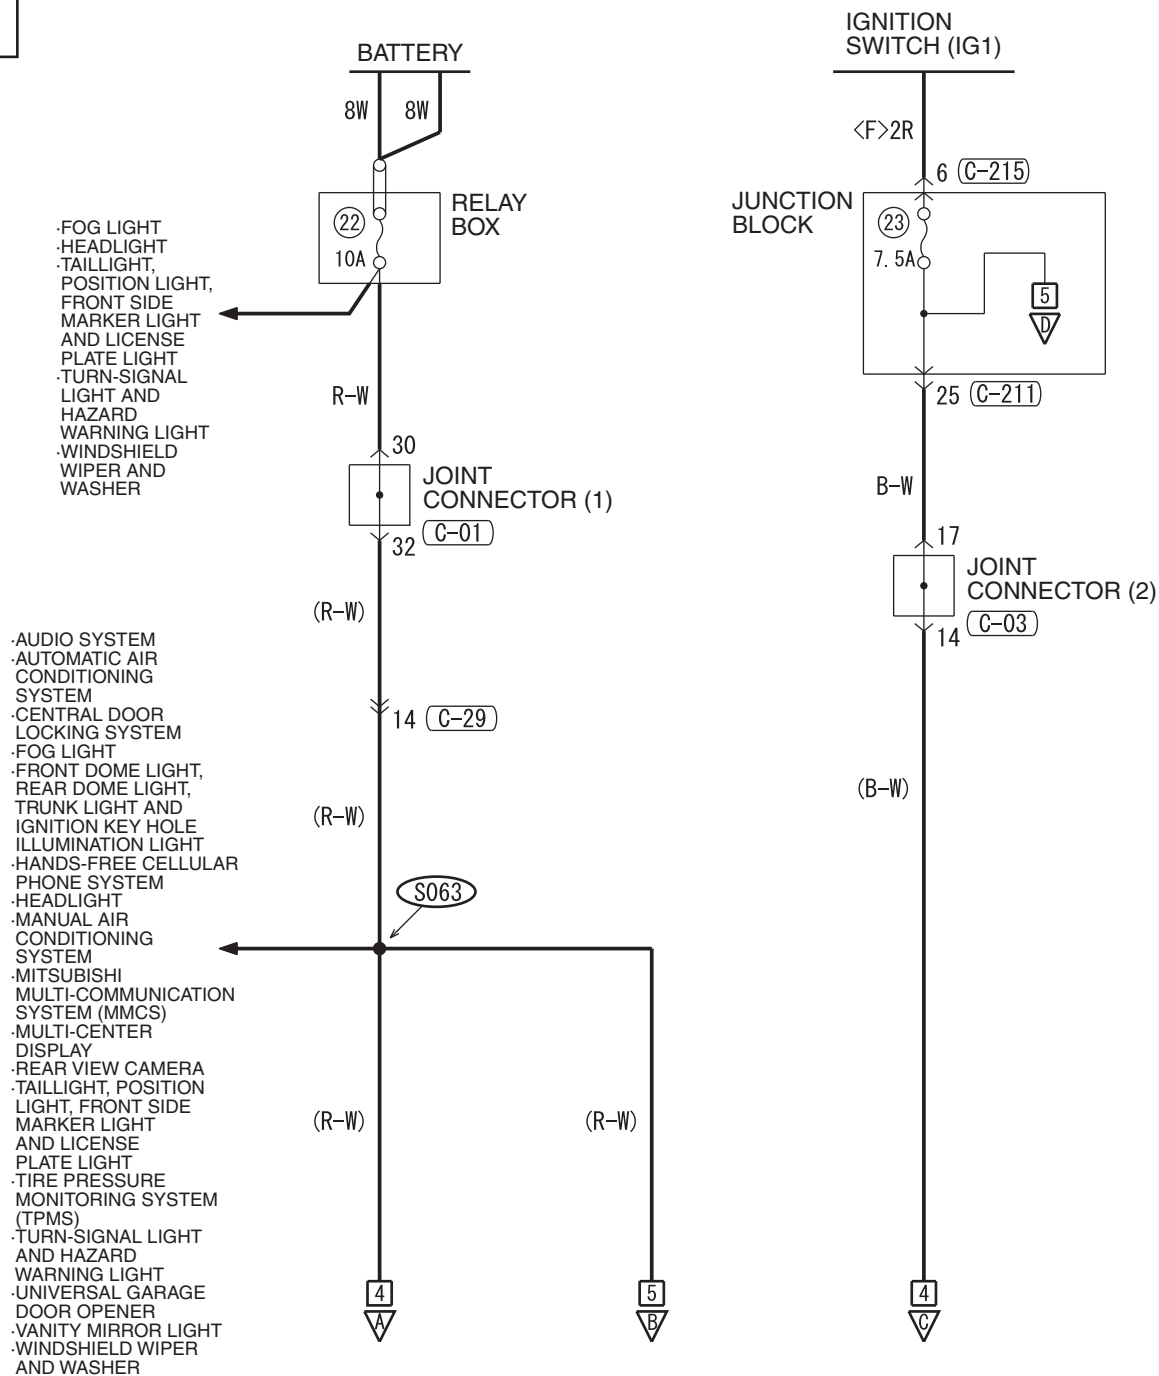 BATTERY
8W
8W
RELAY
BOX
22
10A
·FOG LIGHT
·HEADLIGHT
·TAILLIGHT,
POSITION LIGHT,
FRONT SIDE
MARKER LIGHT
AND LICENSE
PLATE LIGHT
·TURN-SIGNAL
LIGHT AND
HAZARD
WARNING LIGHT
·WINDSHIELD
WIPER AND
WASHER
R-W
30
JOINT
CONNECTOR (1)
C-01
32
(R-W)
14 C-29
(R-W)
S063
·AUDIO SYSTEM
·AUTOMATIC AIR
CONDITIONING
SYSTEM
·CENTRAL DOOR
LOCKING SYSTEM
·FOG LIGHT
·FRONT DOME LIGHT,
REAR DOME LIGHT,
TRUNK LIGHT AND
IGNITION KEY HOLE
ILLUMINATION LIGHT
·HANDS-FREE CELLULAR
PHONE SYSTEM
·HEADLIGHT
·MANUAL AIR
CONDITIONING
SYSTEM
·MITSUBISHI
MULTI-COMMUNICATION
SYSTEM (MMCS)
·MULTI-CENTER
DISPLAY
·REAR VIEW CAMERA
·TAILLIGHT, POSITION
LIGHT, FRONT SIDE
MARKER LIGHT
AND LICENSE
PLATE LIGHT
·TIRE PRESSURE
MONITORING SYSTEM
(TPMS)
·TURN-SIGNAL LIGHT
AND HAZARD
WARNING LIGHT
·UNIVERSAL GARAGE
DOOR OPENER
·VANITY MIRROR LIGHT
·WINDSHIELD WIPER
AND WASHER
(R-W)
(R-W)
4
A
5
B
IGNITION
SWITCH (IG1)
<F>2R
6 C-215
JUNCTION
BLOCK
23
7.5A
5
D
25 C-211
B-W
17
JOINT
CONNECTOR (2)
C-03
14
(B-W)
4
C